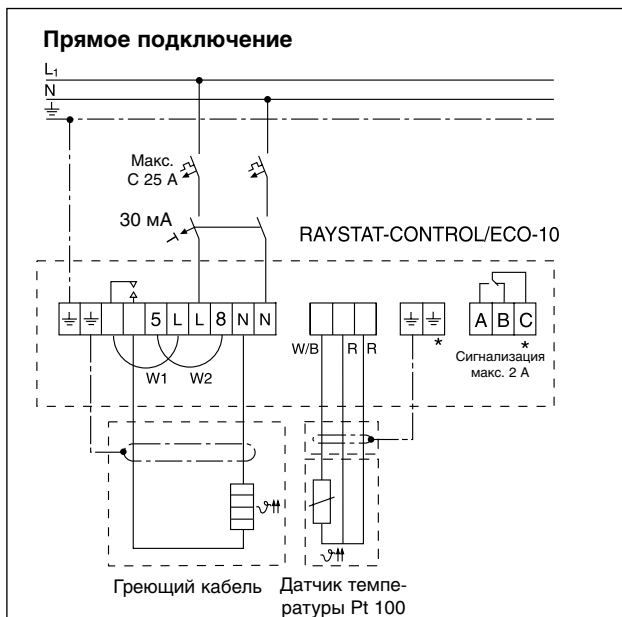 Прямое подключение
L1
N
Макс.
C 25 A
30 мА
RAYSTAT-CONTROL/ECO-10
5 L L 8 N N
A B C
W/B R R
*
*
W1 W2
Сигнализация
макс. 2 А
Греющий кабель
Датчик темпе-
ратуры Pt 100